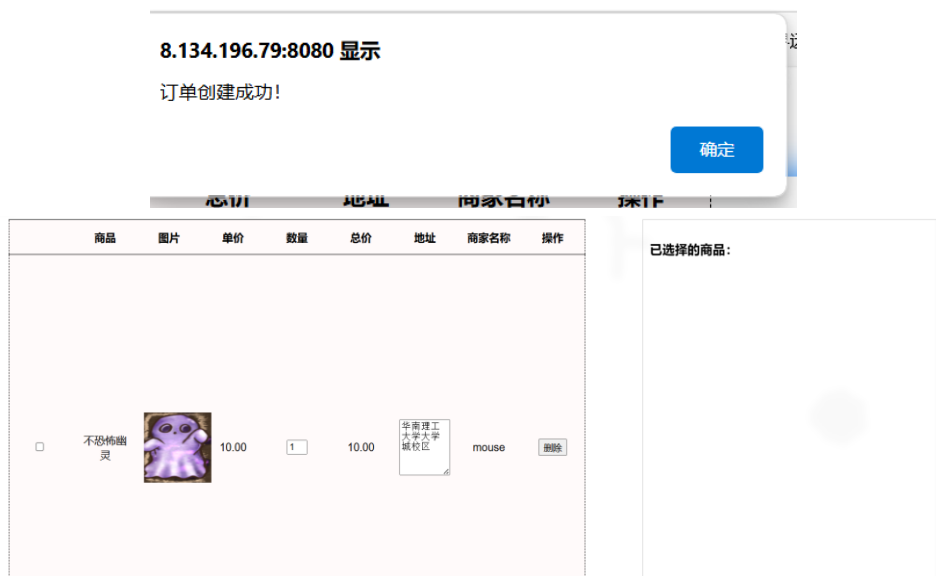 8.134.196.79:8080 显示
订单创建成功！
确定
总价 地址 商家名称 操作
商品 图片 单价 数量 总价 地址 商家名称 操作
已选择的商品：
不恐怖幽
灵
10.00
1
10.00
华南理工
大学大学
城校区
mouse
删除